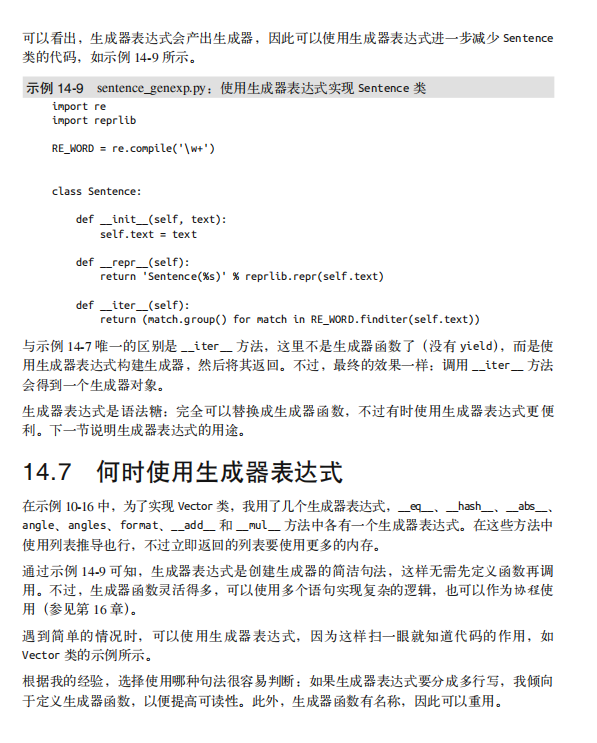 可以看出，生成器表达式会产出生成器，因此可以使用生成器表达式进一步减少 Sentence
类的代码，如示例 14-9 所示。
示例 14-9 sentence_genexp.py：使用生成器表达式实现 Sentence 类
import re
import reprlib
RE_WORD = re.compile('\w+')
class Sentence:
def __init__(self, text):
self.text = text
def __repr__(self):
return 'Sentence(%s)' % reprlib.repr(self.text)
def __iter__(self):
return (match.group() for match in RE_WORD.finditer(self.text))
与示例 14-7 唯一的区别是 __iter__ 方法，这里不是生成器函数了（没有 yield），而是使
用生成器表达式构建生成器，然后将其返回。不过，最终的效果一样：调用 __iter__ 方法
会得到一个生成器对象。
生成器表达式是语法糖：完全可以替换成生成器函数，不过有时使用生成器表达式更便
利。下一节说明生成器表达式的用途。
14.7 何时使用生成器表达式
在示例 10-16 中，为了实现 Vector 类，我用了几个生成器表达式，__eq__、__hash__、__abs__、
angle、angles、format、__add__ 和 __mul__ 方法中各有一个生成器表达式。在这些方法中
使用列表推导也行，不过立即返回的列表要使用更多的内存。
通过示例 14-9 可知，生成器表达式是创建生成器的简洁句法，这样无需先定义函数再调
用。不过，生成器函数灵活得多，可以使用多个语句实现复杂的逻辑，也可以作为协程使
用（参见第 16 章）。
遇到简单的情况时，可以使用生成器表达式，因为这样扫一眼就知道代码的作用，如
Vector 类的示例所示。
根据我的经验，选择使用哪种句法很容易判断：如果生成器表达式要分成多行写，我倾向
于定义生成器函数，以便提高可读性。此外，生成器函数有名称，因此可以重用。